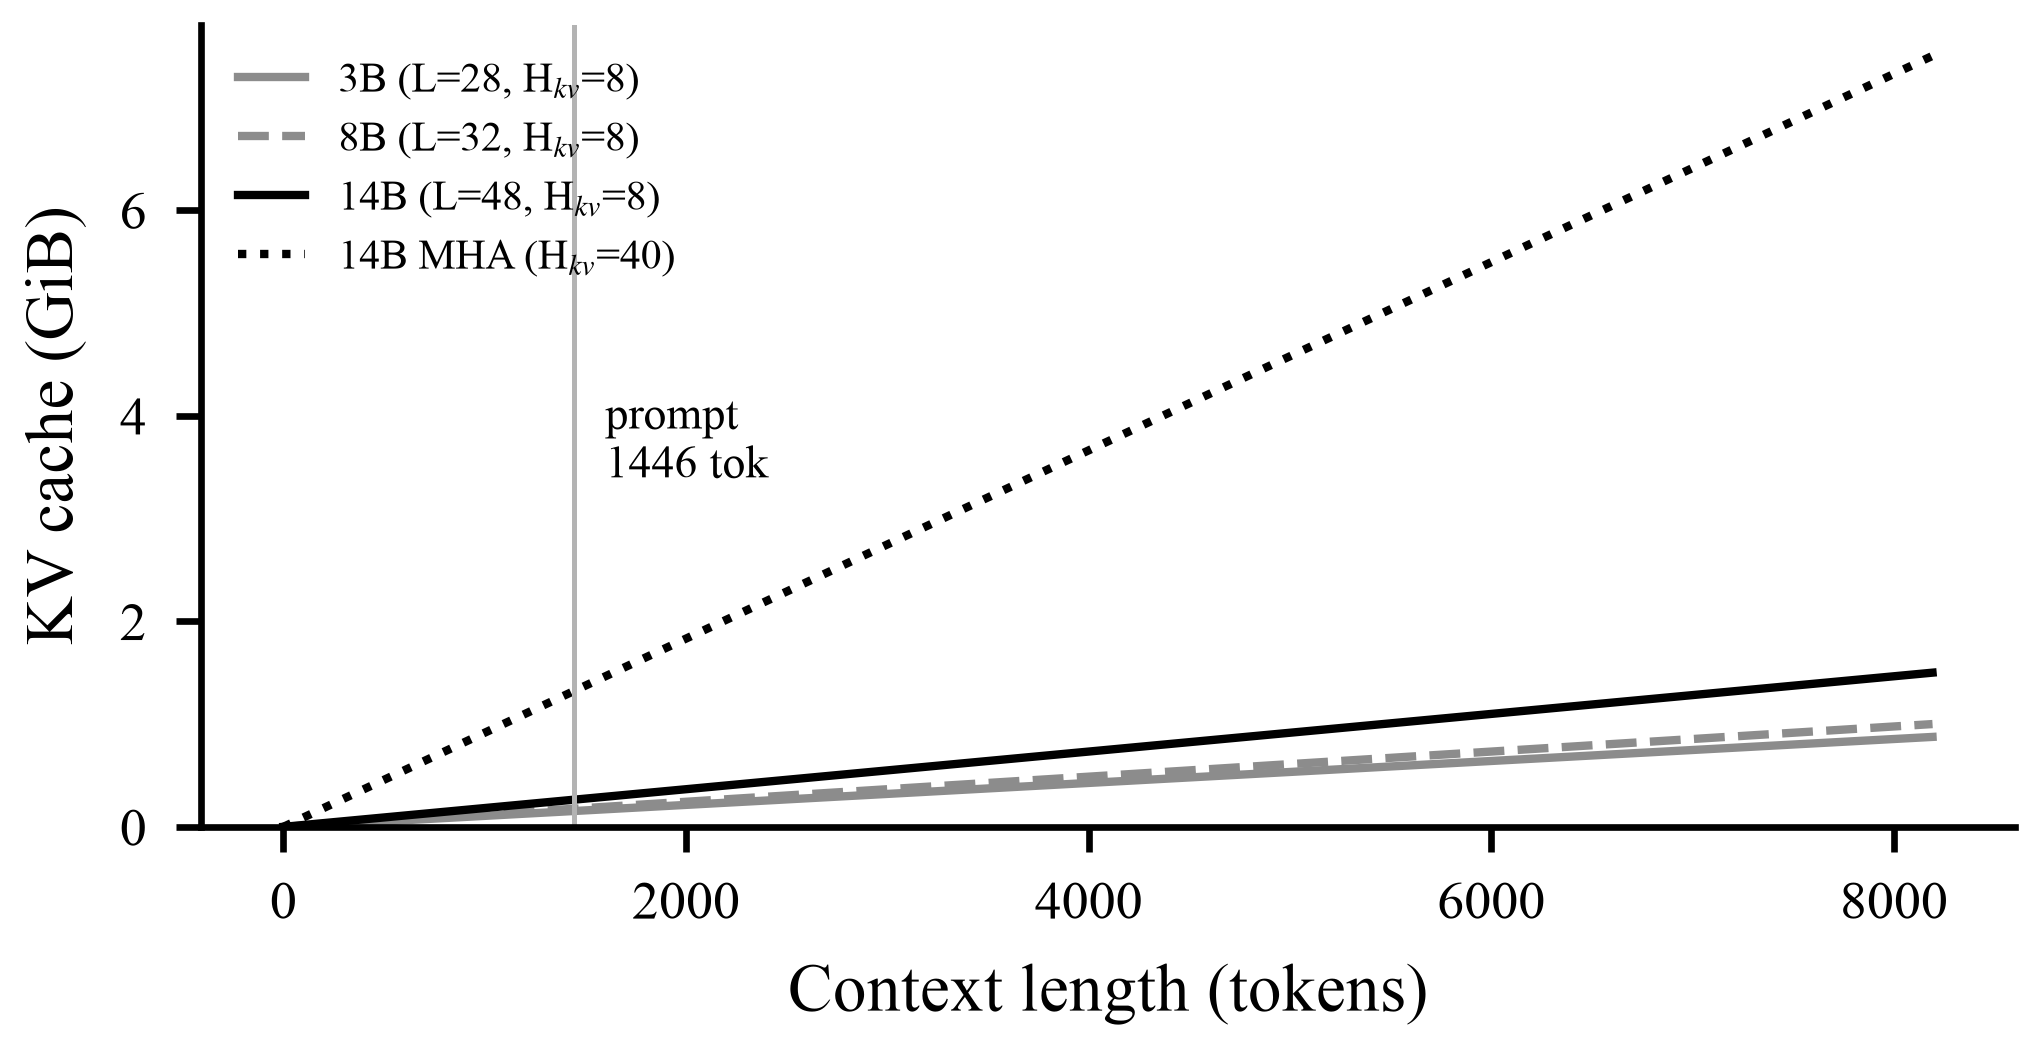 3B (L=28, Hkv=8)
8B (L=32, Hkv=8)
14B (L=48, Hkv=8)
14B MHA (Hkv=40)
prompt
1446 tok
KV cache (GiB)
6
4
2
0
0 2000 4000 6000 8000
Context length (tokens)